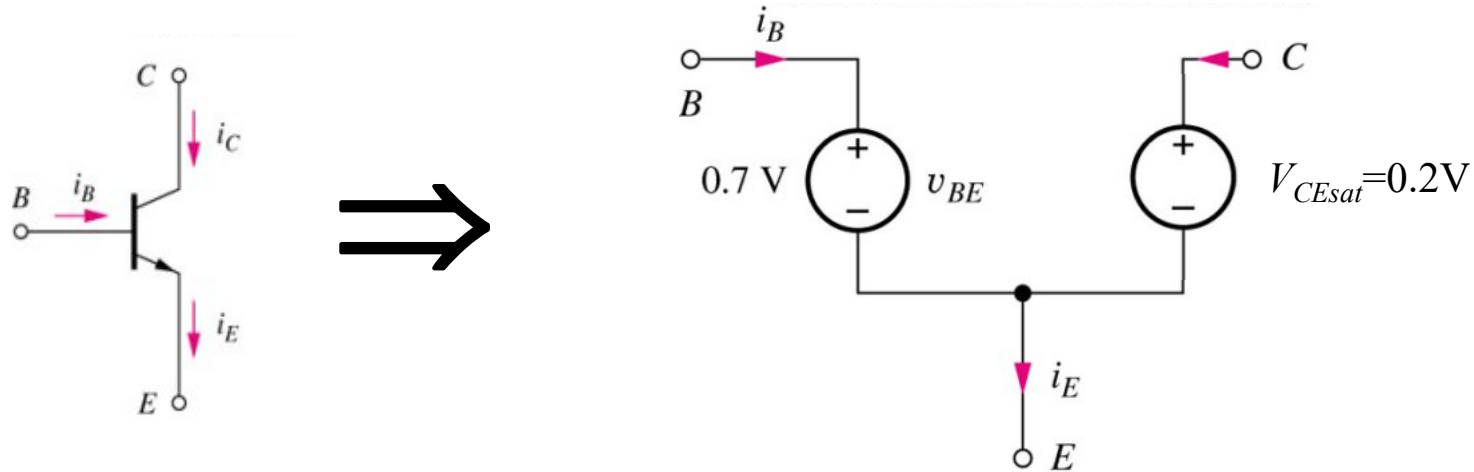 C
i_C
B
i_B
i_E
E
i_B
B
C
0.7 V
+
−
v_BE
+
−
V_CEsat=0.2V
i_E
E